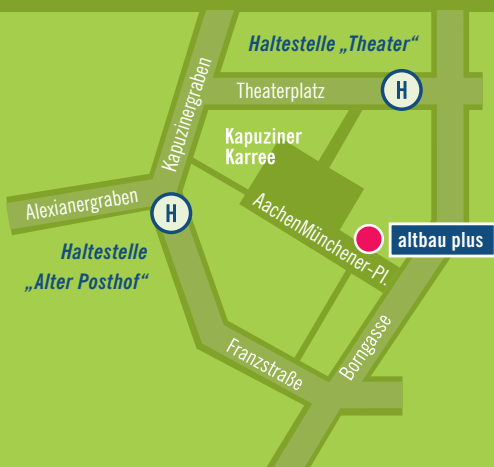 Haltestelle „Theater“
Theaterplatz
H
Kapuzinergraben
Kapuziner
Karree
Alexianergraben
H
AachenMünchener-Pl.
altbau plus
Haltestelle
„Alter Posthof“
Franzstraße
Borngasse